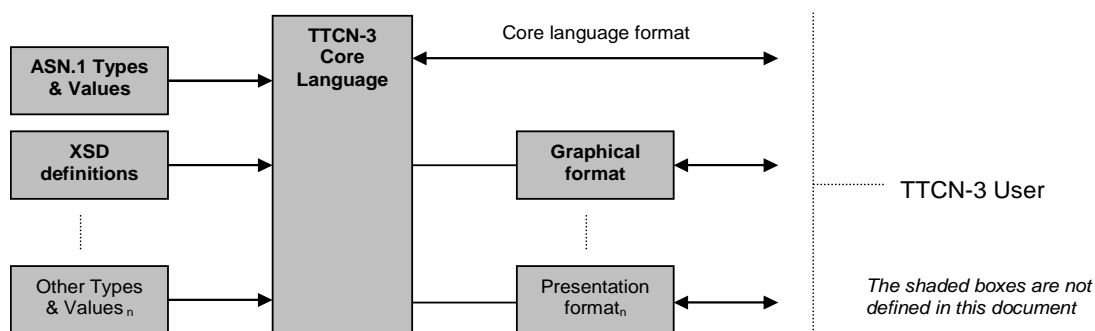 TTCN-3
Core
Language
Core language format
ASN.1 Types
& Values
XSD
definitions
Graphical
format
TTCN-3 User
Other Types
& Values n
Presentation
formatn
The shaded boxes are not
defined in this document